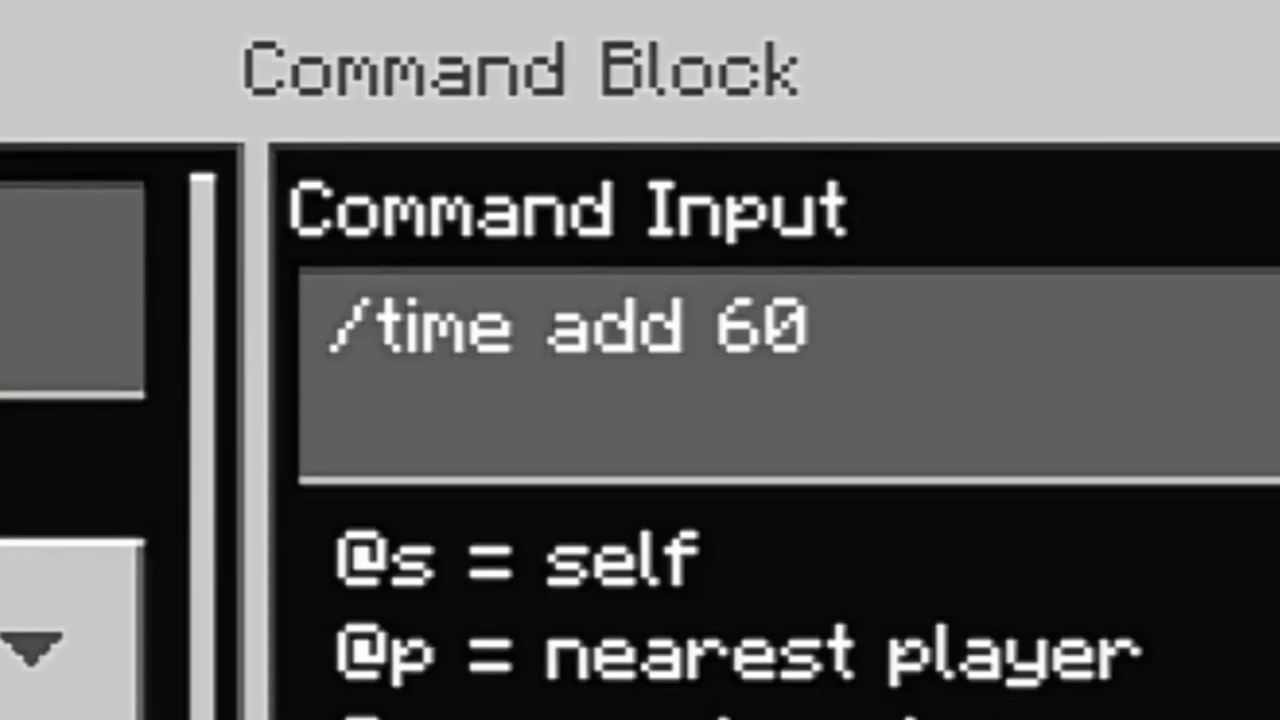 Command Block
Command Input
/time add 60
@s = self
@p = nearest player